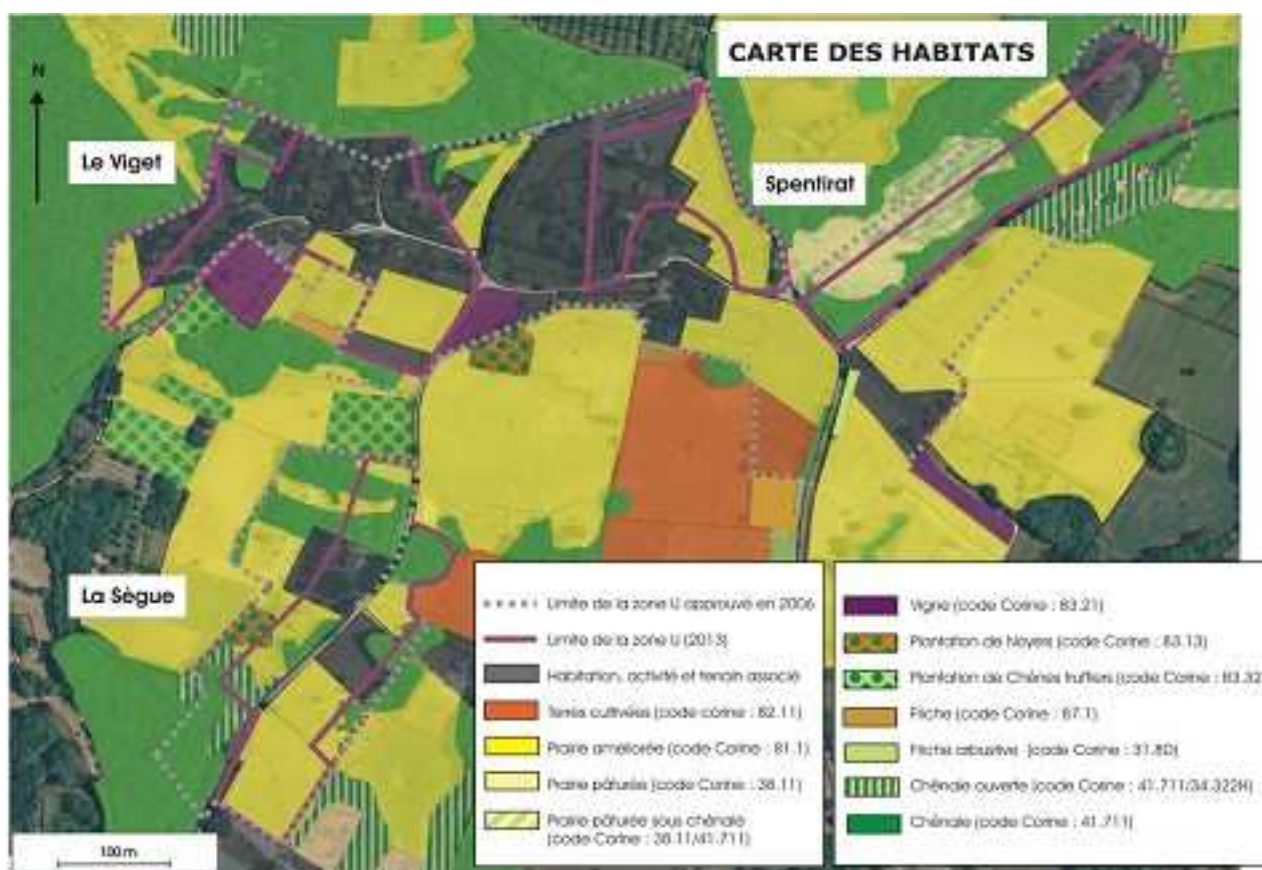 CARTE DES HABITATS
N
Le Viget
Spentirat
La Sègue
100 m
Limite de la zone U approuvé en 2006
Limite de la zone U (2013)
Habitation, activité et terrain associé
Terres cultivées (code corine : 82.11)
Prairie améliorée (code Corine : 81.1)
Prairie pâturée (code Corine : 38.11)
Prairie pâturée sous chênaie
(code Corine : 38.11/41.711)
Vigne (code Corine : 83.21)
Plantation de Noyers (code Corine : 83.13)
Plantation de Chênes truffiers (code Corine : 83.32
Friche (code Corine : 87.1)
Friche arbustive (code Corine : 31.8D)
Chênaie ouverte (code Corine : 41.711/34.322H)
Chênaie (code Corine : 41.711)